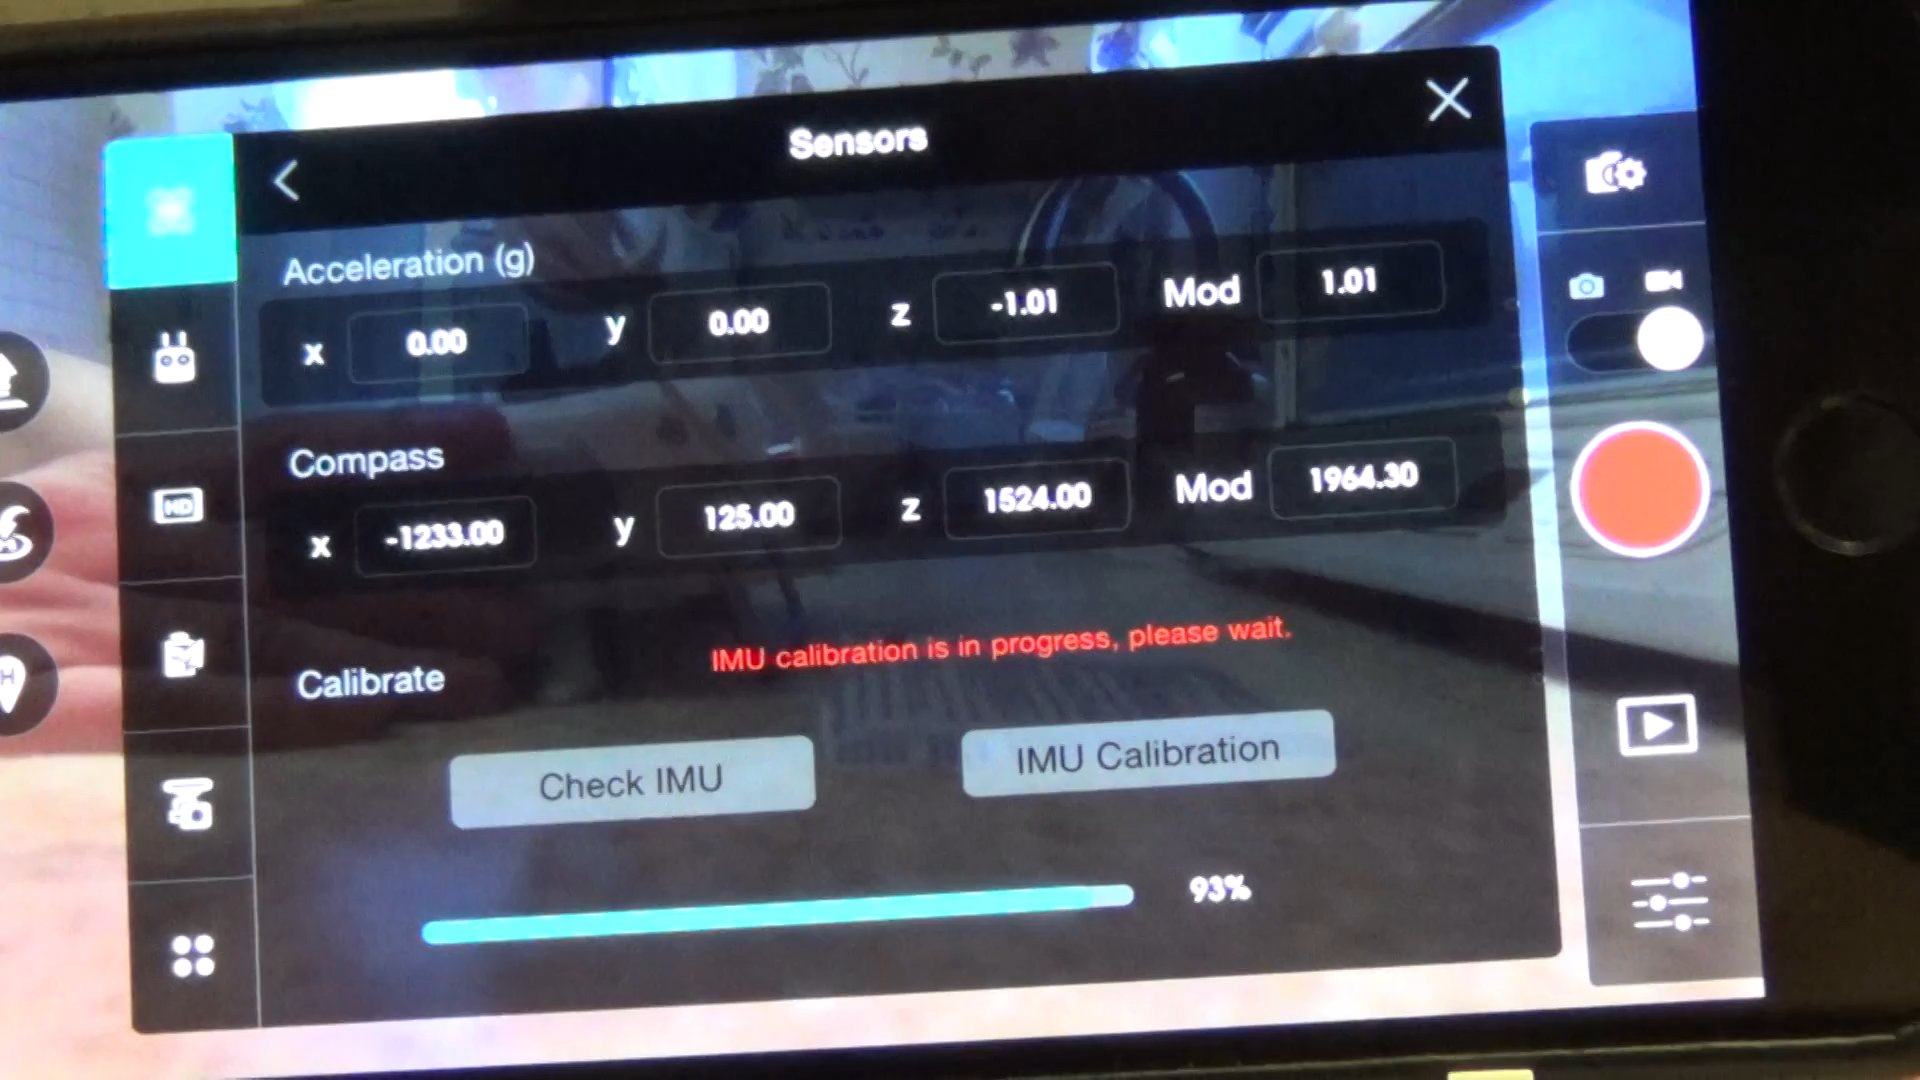 Sensors
Acceleration (g)
x 0.00 y 0.00 z -1.01 Mod 1.01
Compass
x -1233.00 y 125.00 z 1524.00 Mod 1964.30
HD
IMU calibration is in progress, please wait.
Calibrate
H
Check IMU IMU Calibration
93%